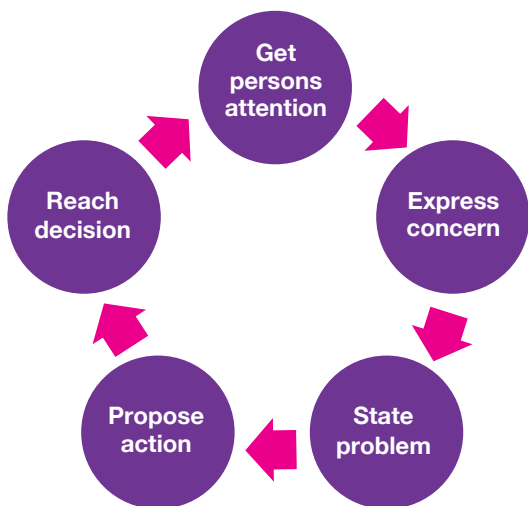 Get
persons
attention
Express
concern
State
problem
Propose
action
Reach
decision